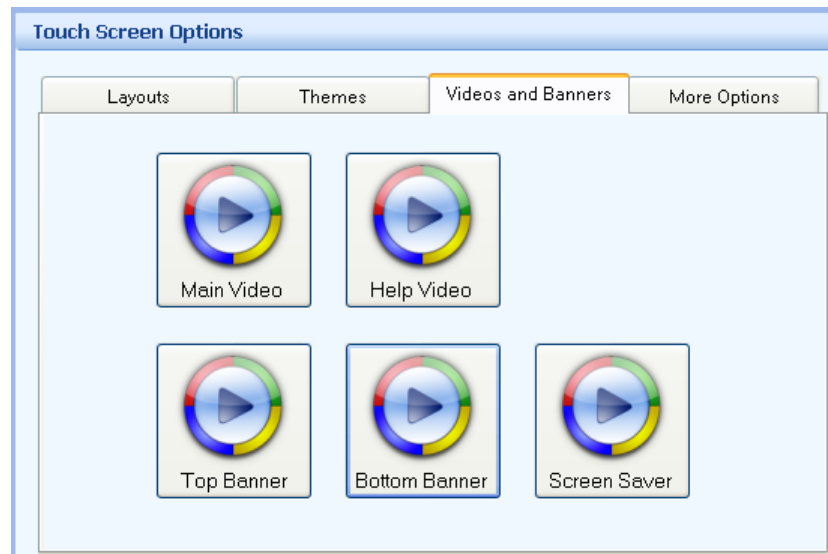 Touch Screen Options
Layouts Themes Videos and Banners More Options
Main Video Help Video
Top Banner Bottom Banner Screen Saver